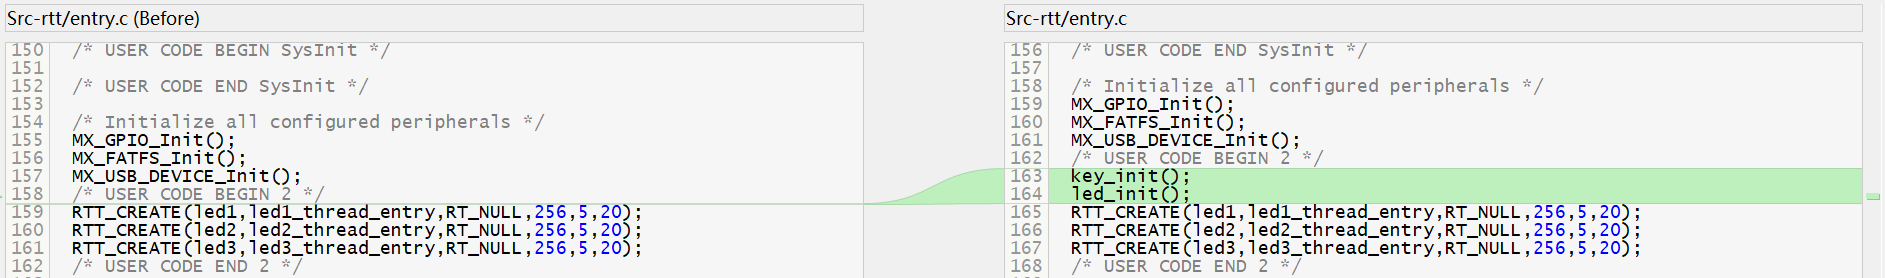 Src-rtt/entry.c (Before)
150 /* USER CODE BEGIN SysInit */
151
152 /* USER CODE END SysInit */
153
154 /* Initialize all configured peripherals */
155 MX_GPIO_Init();
156 MX_FATFS_Init();
157 MX_USB_DEVICE_Init();
158 /* USER CODE BEGIN 2 */
159 RTT_CREATE(led1,led1_thread_entry,RT_NULL,256,5,20);
160 RTT_CREATE(led2,led2_thread_entry,RT_NULL,256,5,20);
161 RTT_CREATE(led3,led3_thread_entry,RT_NULL,256,5,20);
162 /* USER CODE END 2 */
Src-rtt/entry.c
156 /* USER CODE END SysInit */
157
158 /* Initialize all configured peripherals */
159 MX_GPIO_Init();
160 MX_FATFS_Init();
161 MX_USB_DEVICE_Init();
162 /* USER CODE BEGIN 2 */
163 key_init();
164 led_init();
165 RTT_CREATE(led1,led1_thread_entry,RT_NULL,256,5,20);
166 RTT_CREATE(led2,led2_thread_entry,RT_NULL,256,5,20);
167 RTT_CREATE(led3,led3_thread_entry,RT_NULL,256,5,20);
168 /* USER CODE END 2 */